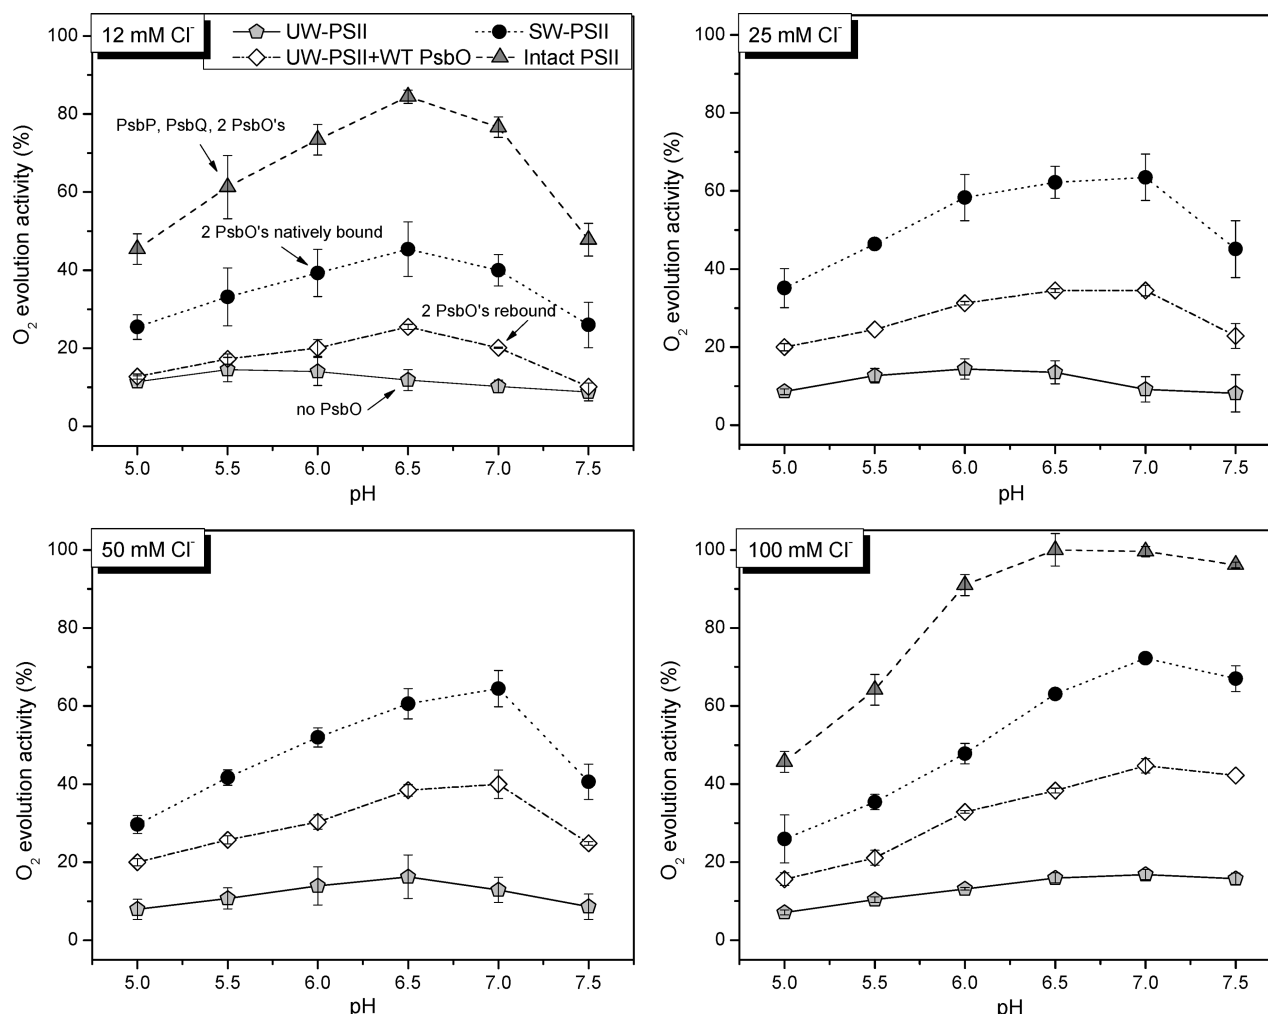 12 mM Cl⁻
UW-PSII
SW-PSII
UW-PSII+WT PsbO
Intact PSII
PsbP, PsbQ, 2 PsbO's
2 PsbO's natively bound
2 PsbO's rebound
no PsbO
O₂ evolution activity (%)
100
80
60
40
20
0
5.0 5.5 6.0 6.5 7.0 7.5
pH
25 mM Cl⁻
O₂ evolution activity (%)
100
80
60
40
20
0
5.0 5.5 6.0 6.5 7.0 7.5
pH
50 mM Cl⁻
O₂ evolution activity (%)
100
80
60
40
20
0
5.0 5.5 6.0 6.5 7.0 7.5
pH
100 mM Cl⁻
O₂ evolution activity (%)
100
80
60
40
20
0
5.0 5.5 6.0 6.5 7.0 7.5
pH